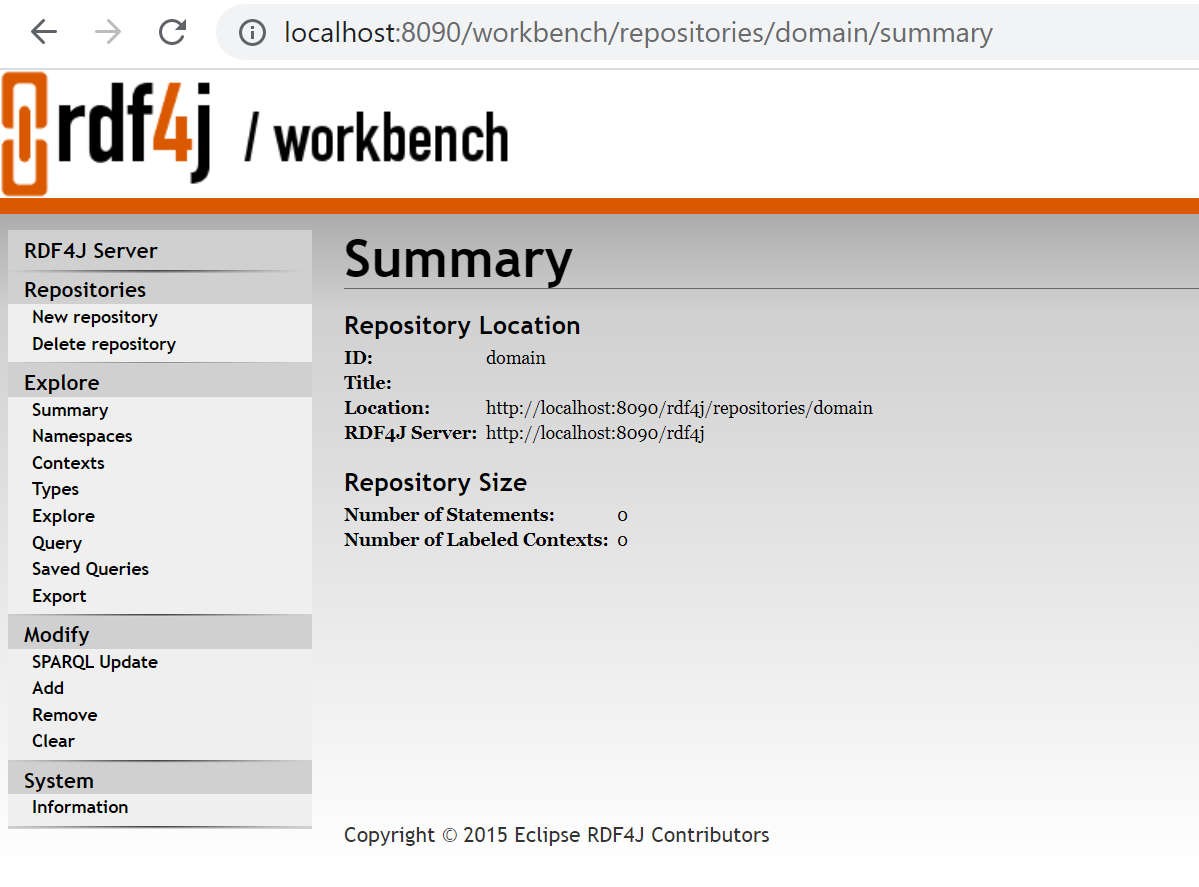 localhost:8090/workbench/repositories/domain/summary
rdf4j / workbench
RDF4J Server
Repositories
New repository
Delete repository
Explore
Summary
Namespaces
Contexts
Types
Explore
Query
Saved Queries
Export
Modify
SPARQL Update
Add
Remove
Clear
System
Information
Summary
Repository Location
ID: domain
Title:
Location: http://localhost:8090/rdf4j/repositories/domain
RDF4J Server: http://localhost:8090/rdf4j
Repository Size
Number of Statements: 0
Number of Labeled Contexts: 0
Copyright © 2015 Eclipse RDF4J Contributors